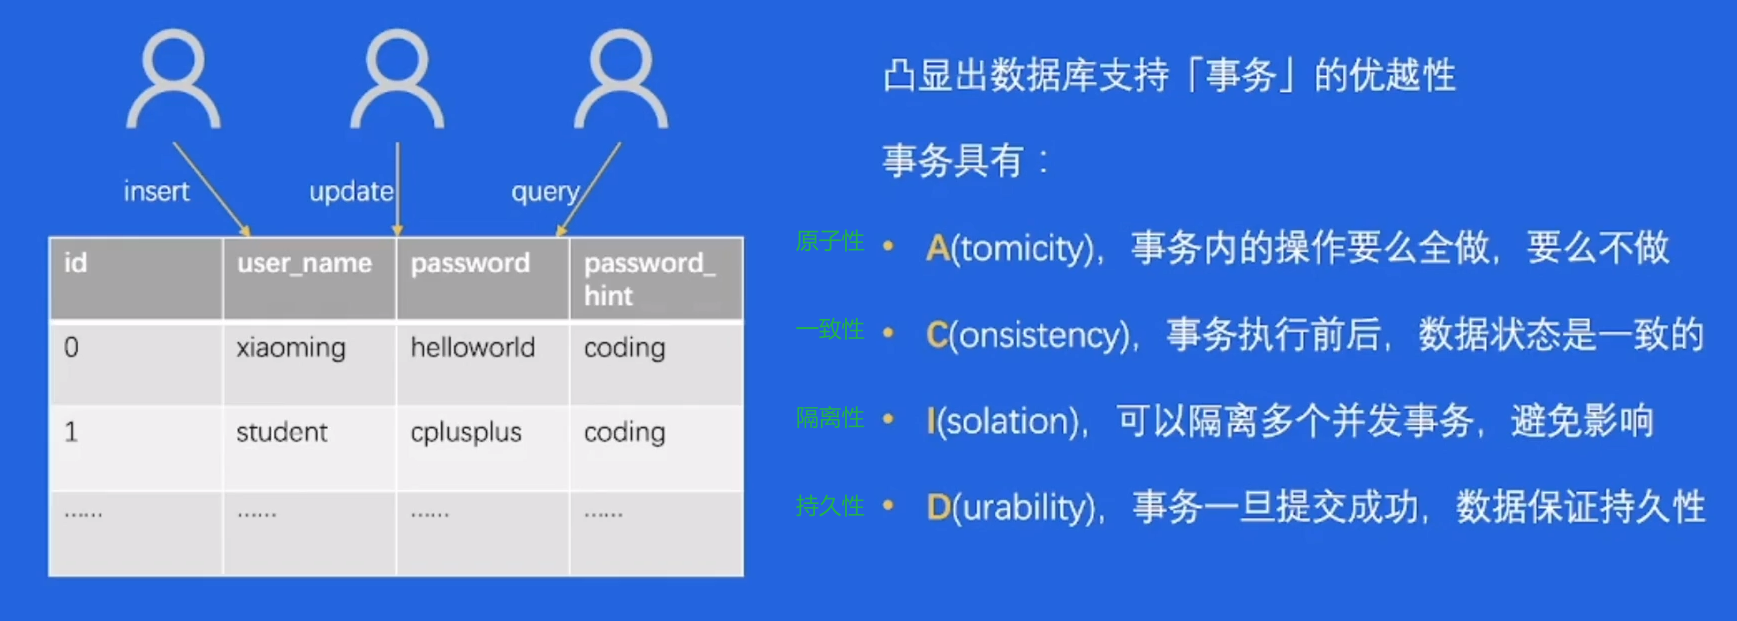 insert
update
query
id user_name password password_
hint
0 xiaoming helloworld coding
1 student cplusplus coding
...... ...... ...... ......
凸显出数据库支持「事务」的优越性
事务具有：
原子性 • A(tomicity)，事务内的操作要么全做，要么不做
一致性 • C(onsistency)，事务执行前后，数据状态是一致的
隔离性 • I(solation)，可以隔离多个并发事务，避免影响
持久性 • D(urability)，事务一旦提交成功，数据保证持久性